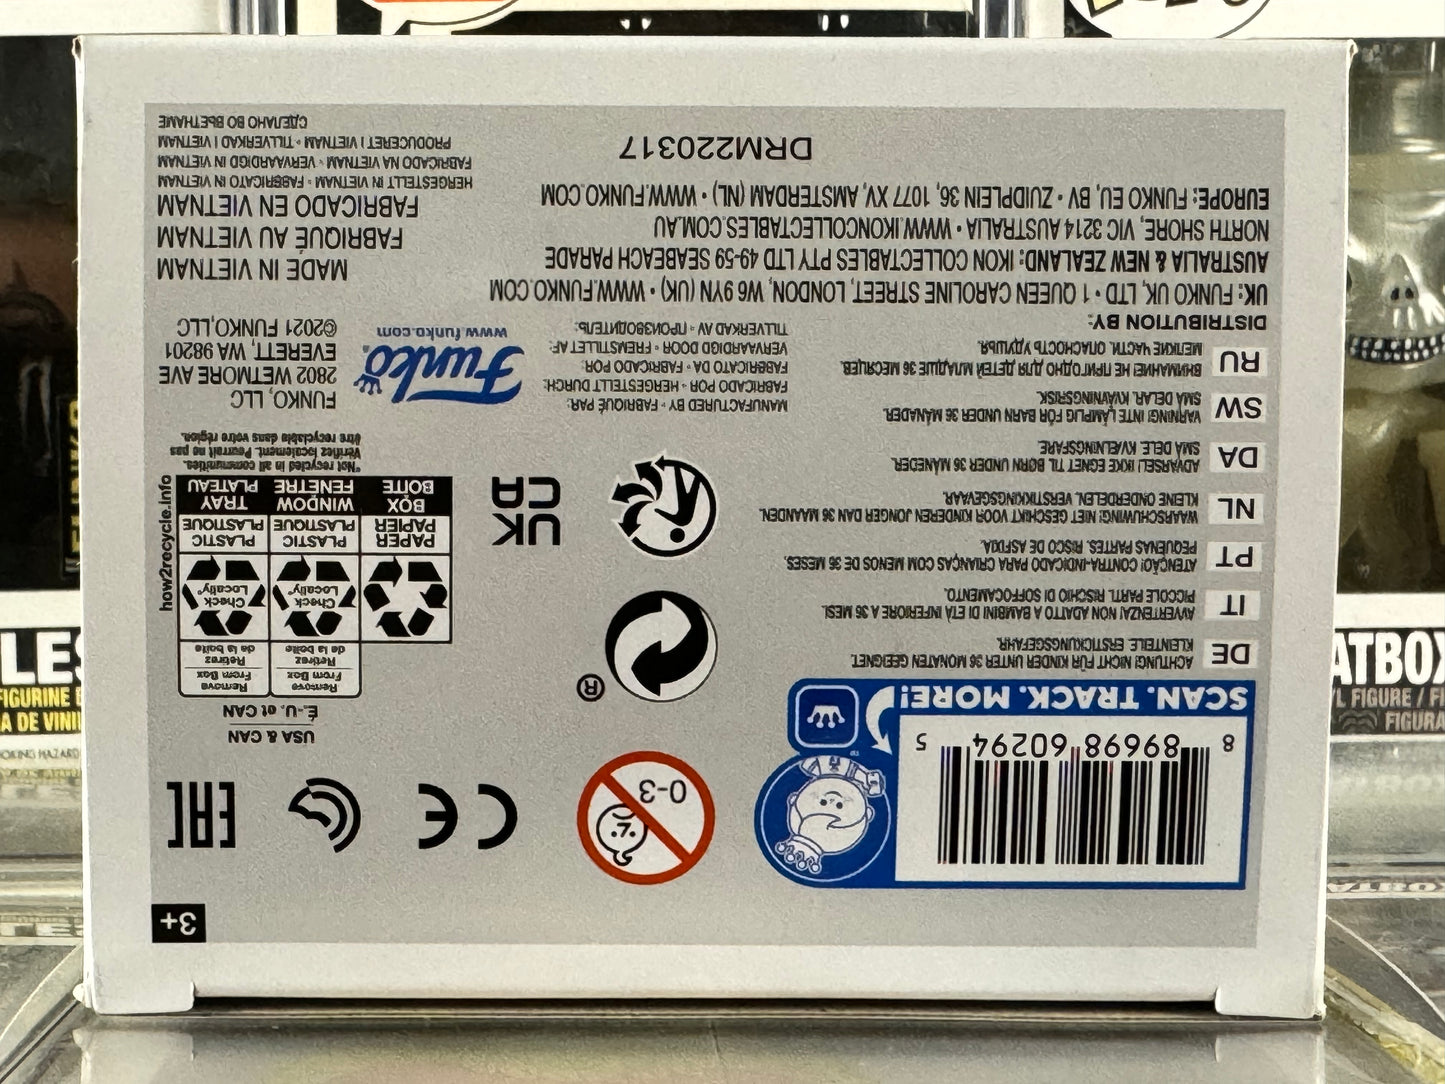 3+
EAC
CE
0-3
8 89698 60294 5
SCAN. TRACK. MORE!
USA & CAN
É.-U. et CAN
Remove
From Box
Retirez
de la boîte
Remove
From Box
Retirez
de la boîte
Check
Locally*
Check
Locally*
PAPER
PAPIER
PLASTIC
PLASTIQUE
PLASTIC
PLASTIQUE
BOX
BOÎTE
WINDOW
FENÊTRE
TRAY
PLATEAU
how2recycle.info
*Not recycled in all communities.
Vérifiez localement. Pourrait ne pas
être recyclable dans votre région.
®
UK
CA
DE
ACHTUNG! NICHT FÜR KINDER UNTER 36 MONATEN GEEIGNET.
KLEINTEILE. ERSTICKUNGSGEFAHR.
IT
AVVERTENZA! NON ADATTO A BAMBINI DI ETÀ INFERIORE A 36 MESI.
PICCOLE PARTI. RISCHIO DI SOFFOCAMENTO.
PT
ATENÇÃO! CONTRA-INDICADO PARA CRIANÇAS COM MENOS DE 36 MESES.
PEQUENAS PARTES. RISCO DE ASFIXIA.
NL
WAARSCHUWING! NIET GESCHIKT VOOR KINDEREN JONGER DAN 36 MAANDEN.
KLEINE ONDERDELEN. VERSTIKKINGSGEVAAR.
DA
ADVARSEL! IKKE EGNET TIL BØRN UNDER 36 MÅNEDER.
SMÅ DELE. KVÆLNINGSFARE.
SW
VARNING! INTE LÄMPLIG FÖR BARN UNDER 36 MÅNADER.
SMÅ DELAR. KVÄVNINGSRISK.
RU
ВНИМАНИЕ! НЕ ПРИГОДНО ДЛЯ ДЕТЕЙ МЛАДШЕ 36 МЕСЯЦЕВ.
МЕЛКИЕ ЧАСТИ. ОПАСНОСТЬ УДУШЬЯ.
MANUFACTURED BY • FABRIQUÉ PAR:
FABRICADO POR • HERGESTELLT DURCH:
FABBRICATO DA • FABRICADO POR:
VERVAARDIGD DOOR • FREMSTILLET AF:
TILLVERKAD AV • ПРОИЗВОДИТЕЛЬ:
Funko®
www.funko.com
FUNKO, LLC
2802 WETMORE AVE
EVERETT, WA 98201
©2021 FUNKO,LLC
DISTRIBUTION BY:
UK: FUNKO UK, LTD • 1 QUEEN CAROLINE STREET, LONDON, W6 9YN (UK) • WWW.FUNKO.COM
AUSTRALIA & NEW ZEALAND: IKON COLLECTABLES PTY LTD 49-59 SEABEACH PARADE
NORTH SHORE, VIC 3214 AUSTRALIA • WWW.IKONCOLLECTABLES.COM.AU
EUROPE: FUNKO EU, BV • ZUIDPLEIN 36, 1077 XV, AMSTERDAM (NL) • WWW.FUNKO.COM
DRM220317
MADE IN VIETNAM
FABRIQUÉ AU VIETNAM
FABRICADO EN VIETNAM
HERGESTELLT IN VIETNAM • FABBRICATO IN VIETNAM
FABRICADO NA VIETNAM • VERVAARDIGD IN VIETNAM
PRODUCERET I VIETNAM • TILLVERKAD I VIETNAM
СДЕЛАНО ВО ВЬЕТНАМЕ
LES
FIGURINE
A DE VINI
OKING HAZARD
ATBOX
L FIGURE / F
FIGURA